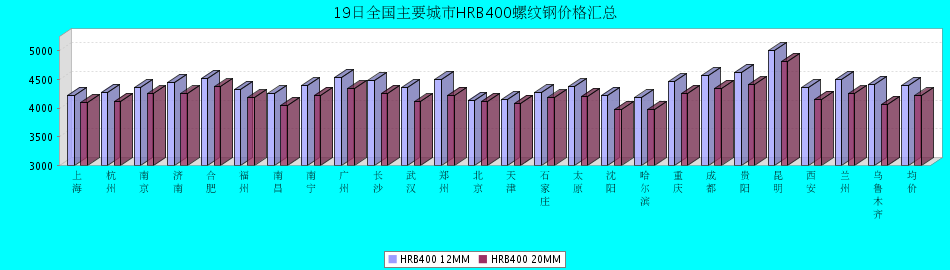 19日全国主要城市HRB400螺纹钢价格汇总
5000
4500
4000
3500
3000
上海
杭州
南京
济南
合肥
福州
南昌
南宁
广州
长沙
武汉
郑州
北京
天津
石家庄
太原
沈阳
哈尔滨
重庆
成都
贵阳
昆明
西安
兰州
乌鲁木齐
均价
HRB400 12MM HRB400 20MM